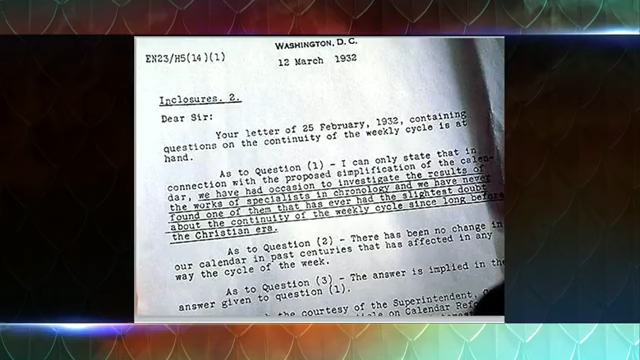 WASHINGTON, D. C.
EN23/H5(14)(1)
12 March 1932
Inclosures. 2.
Dear Sir:
Your letter of 25 February, 1932, containing
questions on the continuity of the weekly cycle is at
hand.
As to Question (1) - I can only state that in
connection with the proposed simplification of the calen-
dar, we have had occasion to investigate the results of
the works of specialists in chronology and we have never
found one of them that has ever had the slightest doubt
about the continuity of the weekly cycle since long before
the Christian era.
As to Question (2) - There has been no change in
our calendar in past centuries that has affected in any
way the cycle of the week.
As to Question (3) - The answer is implied in the
answer given to question (1).
the courtesy of the Superintendent,
on Calendar